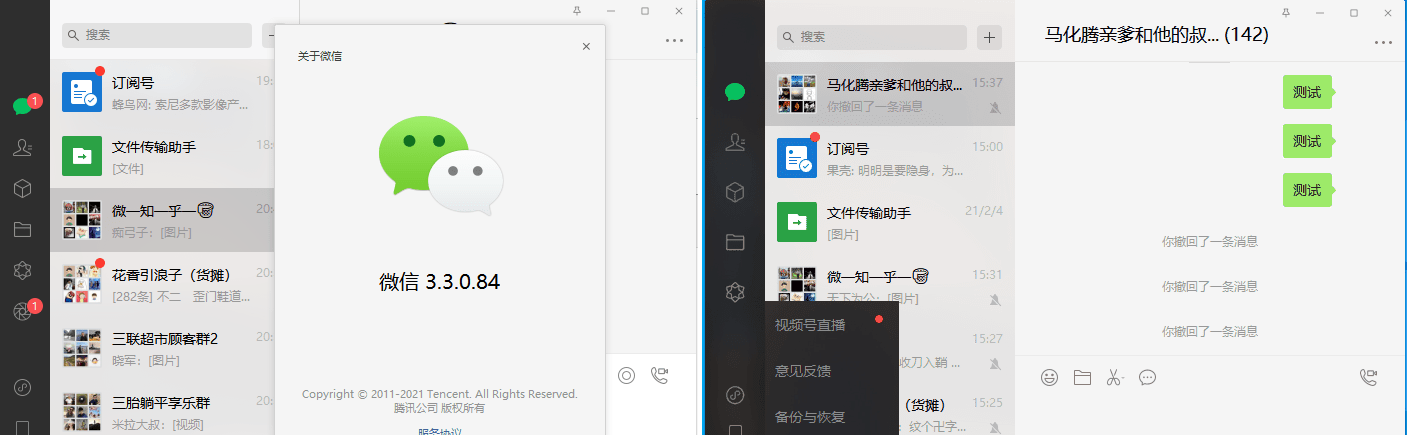 搜索
1
订阅号
19:
蜂鸟网: 索尼多款影像产...
文件传输助手
18:
[文件]
微—知—乎—
20:
痴弓子: [图片]
花香引浪子（货摊）
20:
[282条] 不二 歪门鞋道...
1
三联超市顾客群2
20:
晓军: [图片]
三胎躺平享乐群
20:
米拉大叔: [视频]
关于微信
微信 3.3.0.84
Copyright © 2011-2021 Tencent. All Rights Reserved.
腾讯公司 版权所有
服务协议
搜索
马化腾亲爹和他的叔...
15:37
你撤回了一条消息
订阅号
15:00
果壳: 明明是要隐身，为...
文件传输助手
21/2/4
[图片]
微—知—乎—
15:31
天下为公: [图片]
15:27
收刀入鞘 ...
（货摊）
15:25
纹个卍字...
视频号直播
意见反馈
备份与恢复
马化腾亲爹和他的叔... (142)
测试
测试
测试
你撤回了一条消息
你撤回了一条消息
你撤回了一条消息